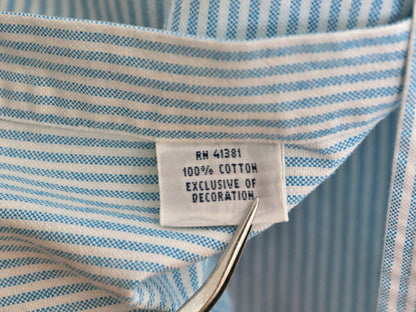 RN 41381
100% COTTON
EXCLUSIVE OF
DECORATION